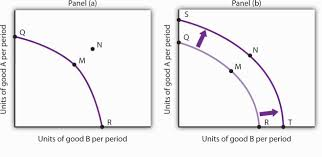 Panel (a)
Units of good A per period
Q
N
M
R
Units of good B per period
Panel (b)
Units of good A per period
S
Q
N
M
R
T
Units of good B per period